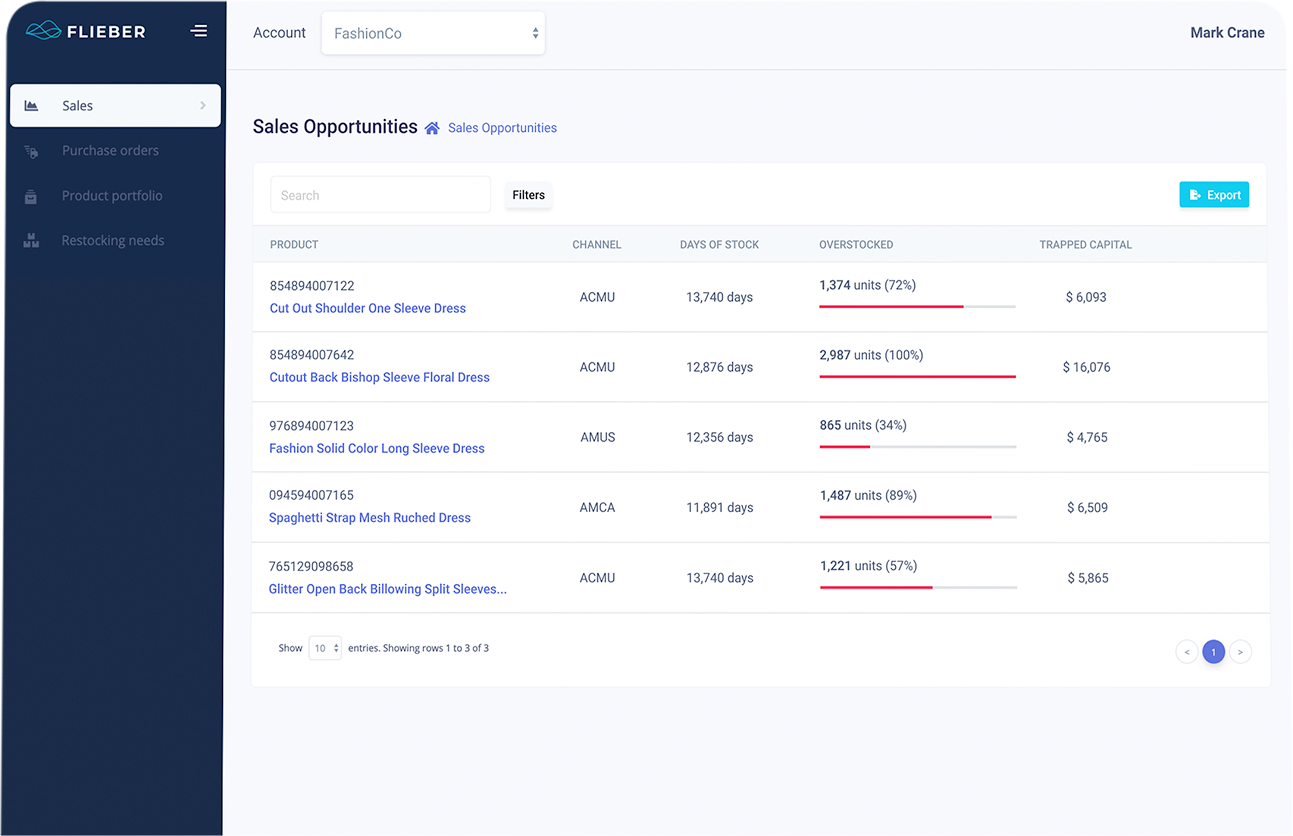 FLIEBER
Account FashionCo Mark Crane
Sales
Purchase orders
Product portfolio
Restocking needs
Sales Opportunities Sales Opportunities
Search Filters Export
PRODUCT CHANNEL DAYS OF STOCK OVERSTOCKED TRAPPED CAPITAL
854894007122
Cut Out Shoulder One Sleeve Dress
ACMU 13,740 days 1,374 units (72%) $ 6,093
854894007642
Cutout Back Bishop Sleeve Floral Dress
ACMU 12,876 days 2,987 units (100%) $ 16,076
976894007123
Fashion Solid Color Long Sleeve Dress
AMUS 12,356 days 865 units (34%) $ 4,765
094594007165
Spaghetti Strap Mesh Ruched Dress
AMCA 11,891 days 1,487 units (89%) $ 6,509
765129098658
Glitter Open Back Billowing Split Sleeves...
ACMU 13,740 days 1,221 units (57%) $ 5,865
Show 10 entries. Showing rows 1 to 3 of 3 < 1 >